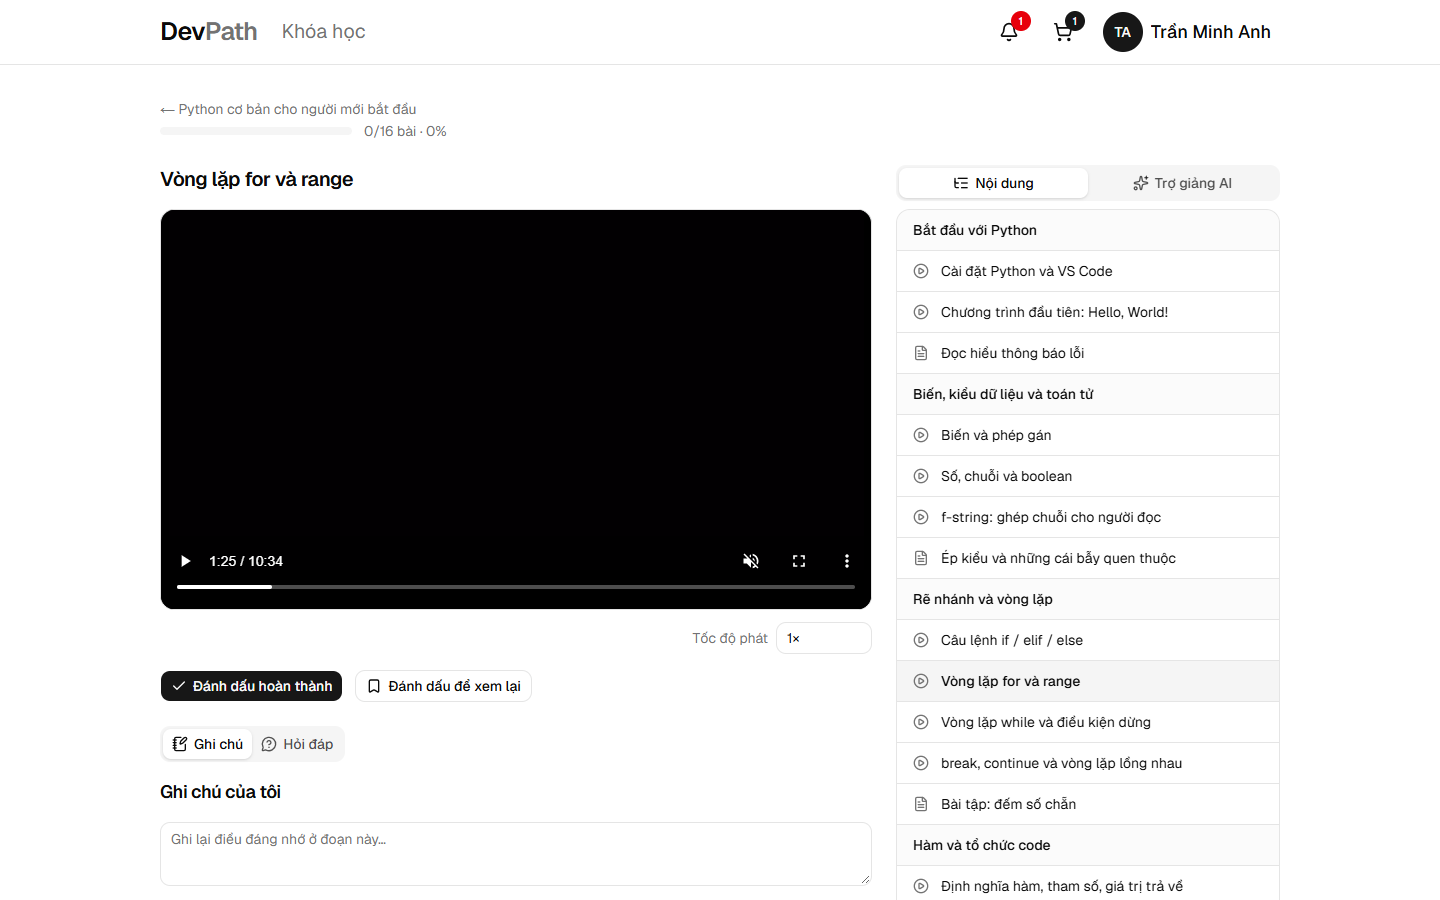 DevPath Khóa học 1 1 TA Trần Minh Anh
← Python cơ bản cho người mới bắt đầu
0/16 bài · 0%
Vòng lặp for và range
1:25 / 10:34
Tốc độ phát 1×
Đánh dấu hoàn thành Đánh dấu để xem lại
Ghi chú Hỏi đáp
Ghi chú của tôi
Ghi lại điều đáng nhớ ở đoạn này…
Nội dung Trợ giảng AI
Bắt đầu với Python
Cài đặt Python và VS Code
Chương trình đầu tiên: Hello, World!
Đọc hiểu thông báo lỗi
Biến, kiểu dữ liệu và toán tử
Biến và phép gán
Số, chuỗi và boolean
f-string: ghép chuỗi cho người đọc
Ép kiểu và những cái bẫy quen thuộc
Rẽ nhánh và vòng lặp
Câu lệnh if / elif / else
Vòng lặp for và range
Vòng lặp while và điều kiện dừng
break, continue và vòng lặp lồng nhau
Bài tập: đếm số chẵn
Hàm và tổ chức code
Định nghĩa hàm, tham số, giá trị trả về